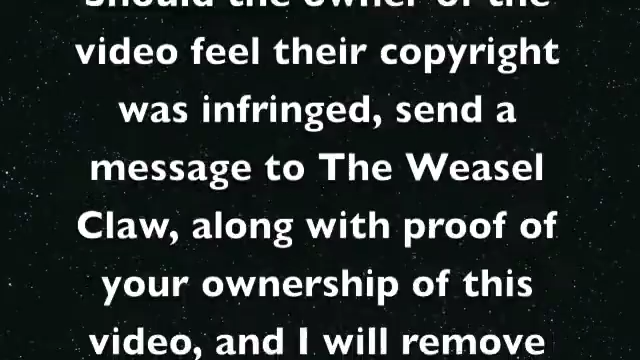 Should the owner of the
video feel their copyright
was infringed, send a
message to The Weasel
Claw, along with proof of
your ownership of this
video, and I will remove